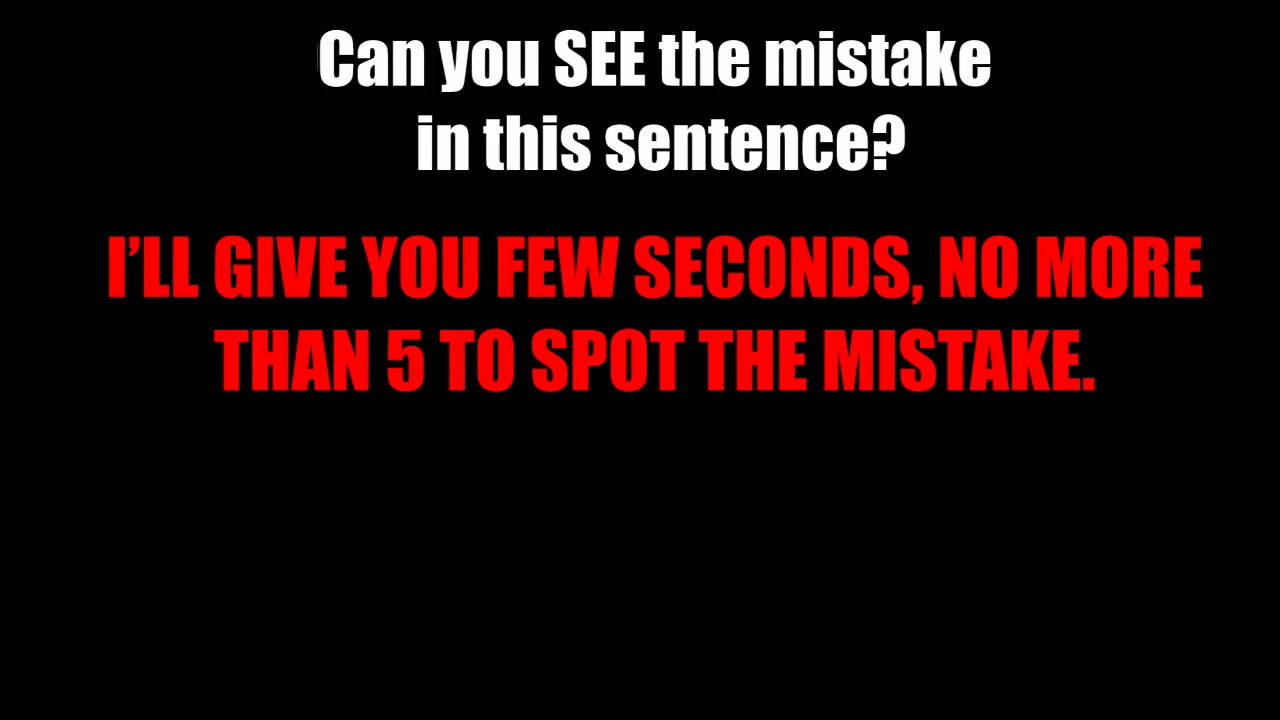 Can you SEE the mistake
in this sentence?
I’LL GIVE YOU FEW SECONDS, NO MORE
THAN 5 TO SPOT THE MISTAKE.